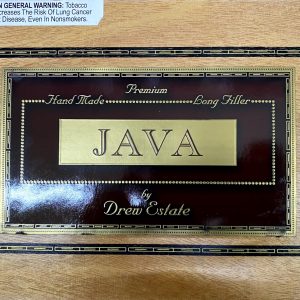 N GENERAL WARNING: Tobacco
creases The Risk Of Lung Cancer
t Disease, Even In Nonsmokers.
Premium
Hand Made Long Filler
JAVA
by
Drew Estate